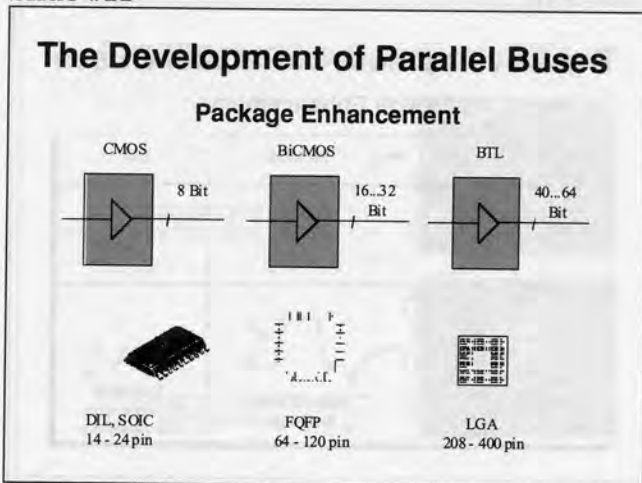 The Development of Parallel Buses
Package Enhancement
CMOS
BiCMOS
BTL
8 Bit
16...32
Bit
40...64
Bit
DIL, SOIC
14 - 24 pin
FQFP
64 - 120 pin
LGA
208 - 400 pin